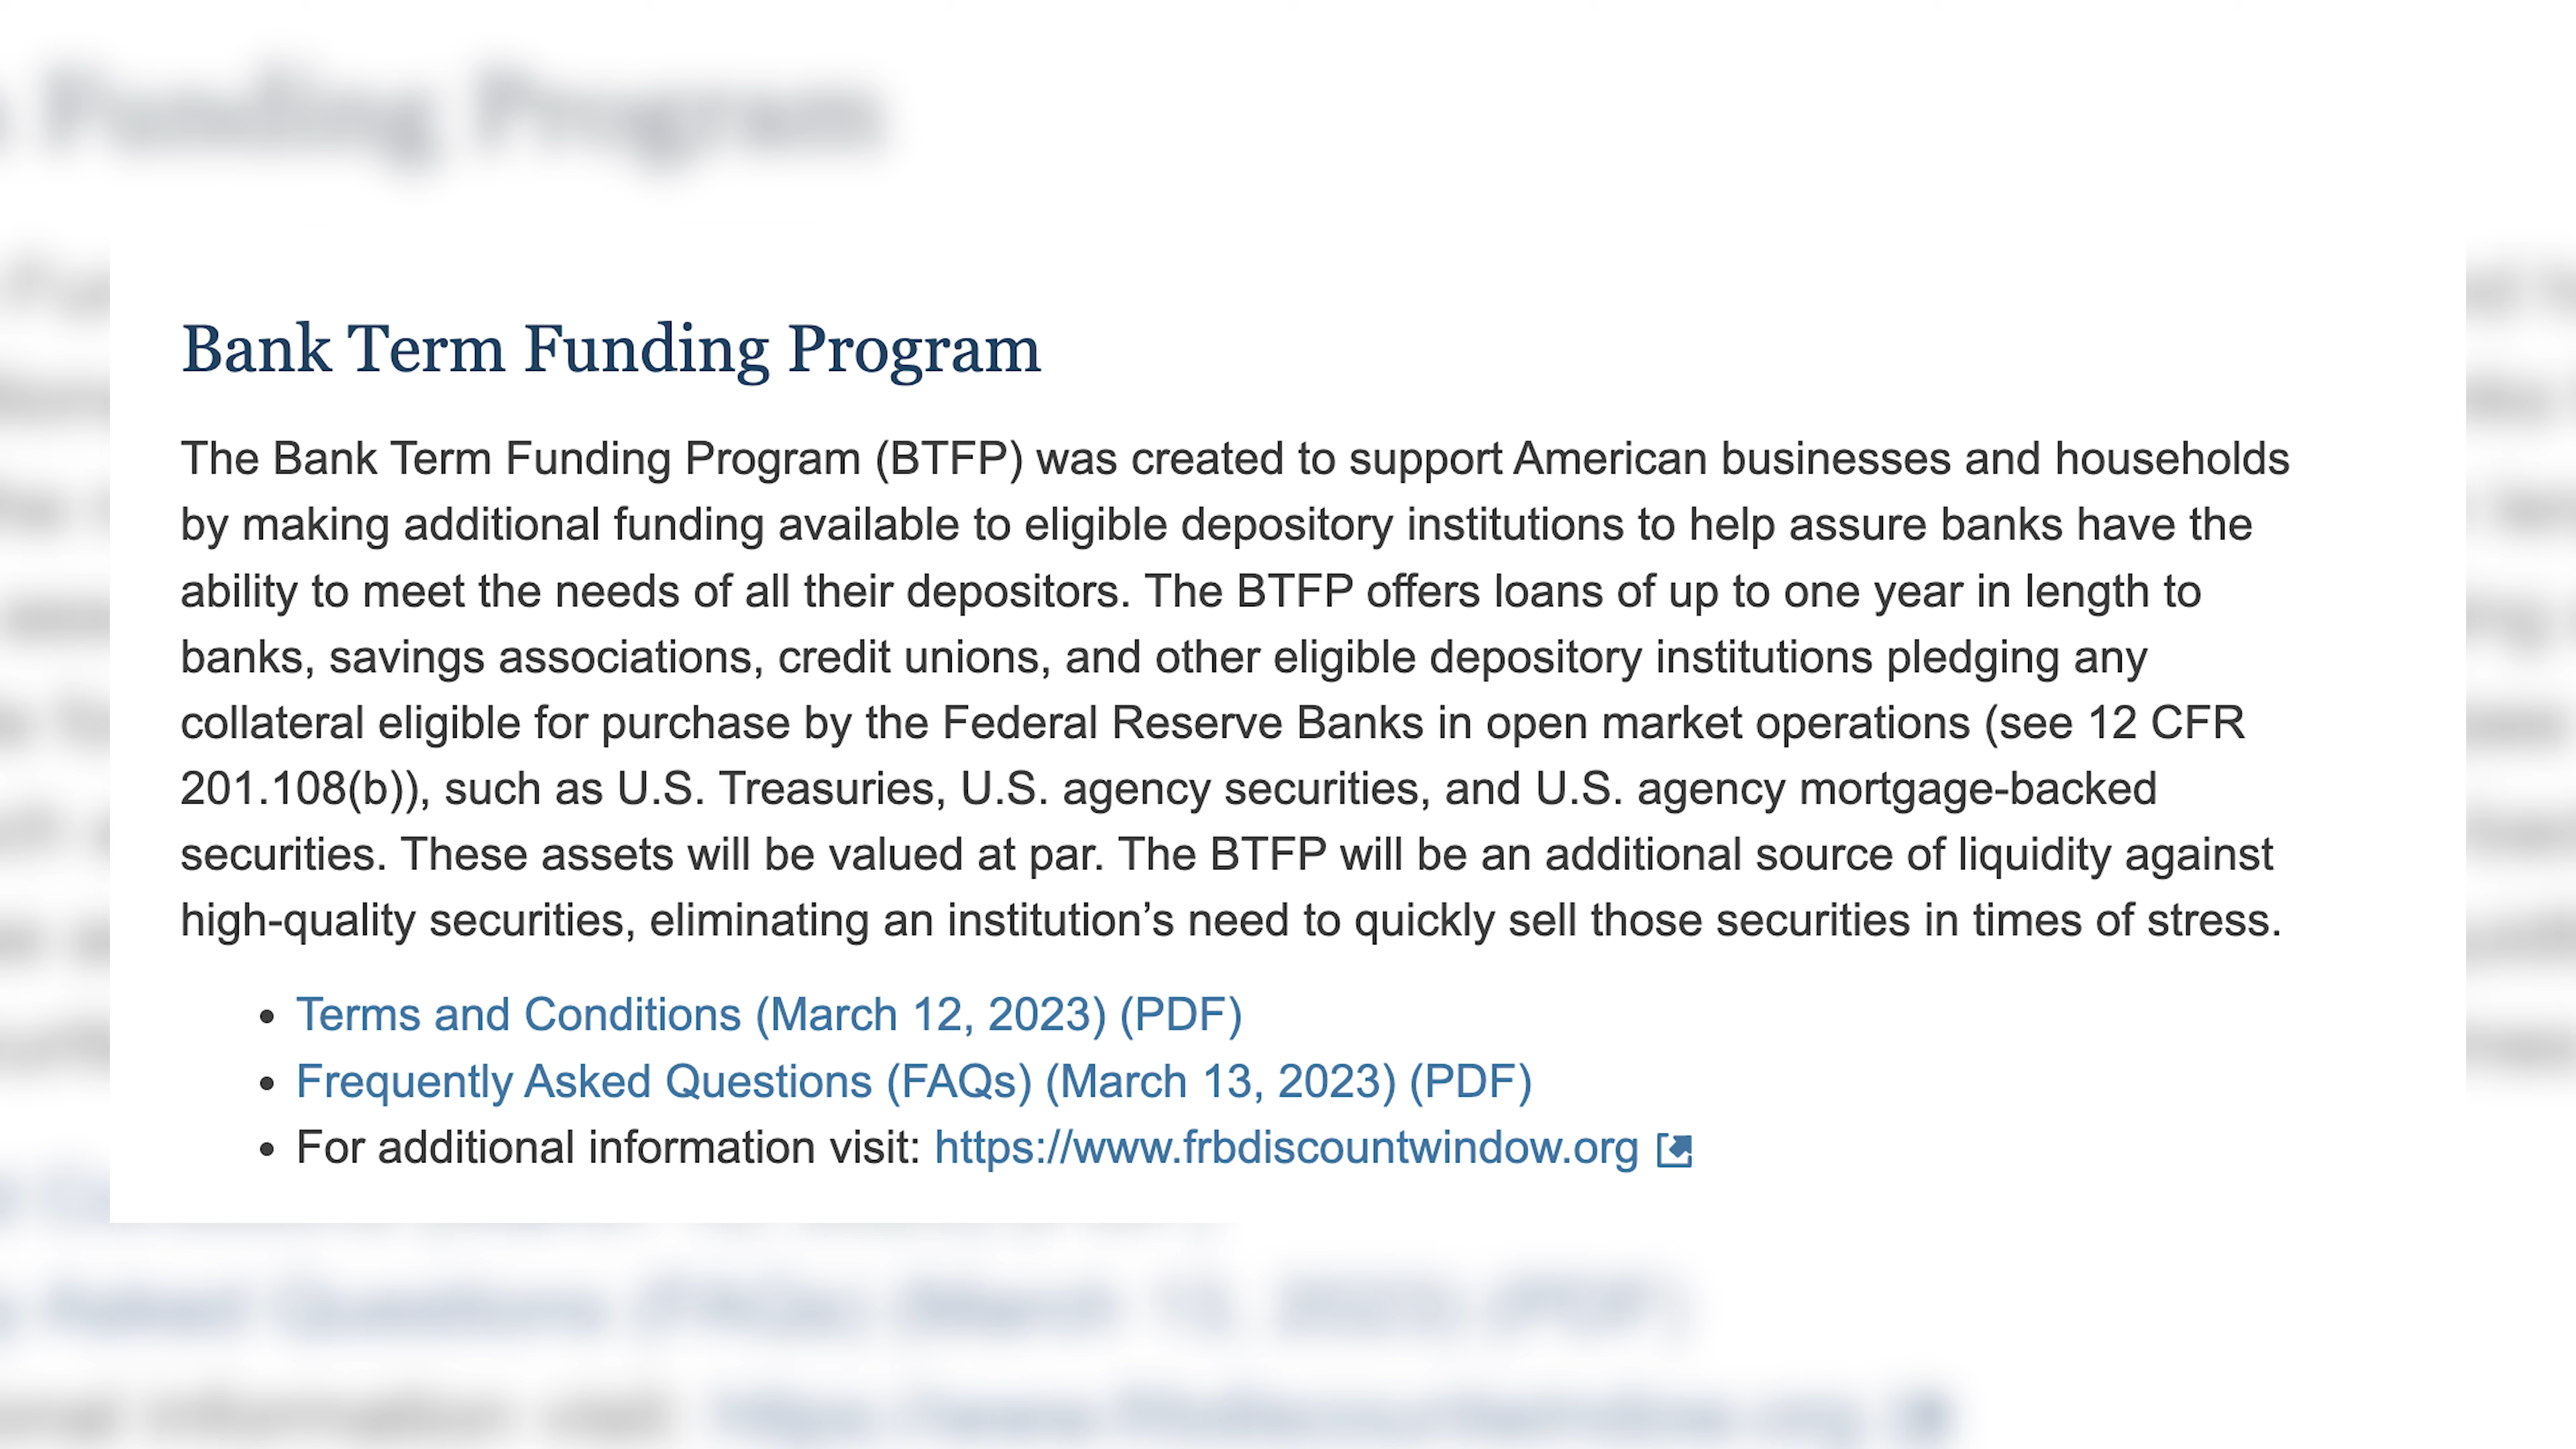 Funding Program
Bank Term Funding Program
The Bank Term Funding Program (BTFP) was created to support American businesses and households
by making additional funding available to eligible depository institutions to help assure banks have the
ability to meet the needs of all their depositors. The BTFP offers loans of up to one year in length to
banks, savings associations, credit unions, and other eligible depository institutions pledging any
collateral eligible for purchase by the Federal Reserve Banks in open market operations (see 12 CFR
201.108(b)), such as U.S. Treasuries, U.S. agency securities, and U.S. agency mortgage-backed
securities. These assets will be valued at par. The BTFP will be an additional source of liquidity against
high-quality securities, eliminating an institution’s need to quickly sell those securities in times of stress.
• Terms and Conditions (March 12, 2023) (PDF)
• Frequently Asked Questions (FAQs) (March 13, 2023) (PDF)
• For additional information visit: https://www.frbdiscountwindow.org